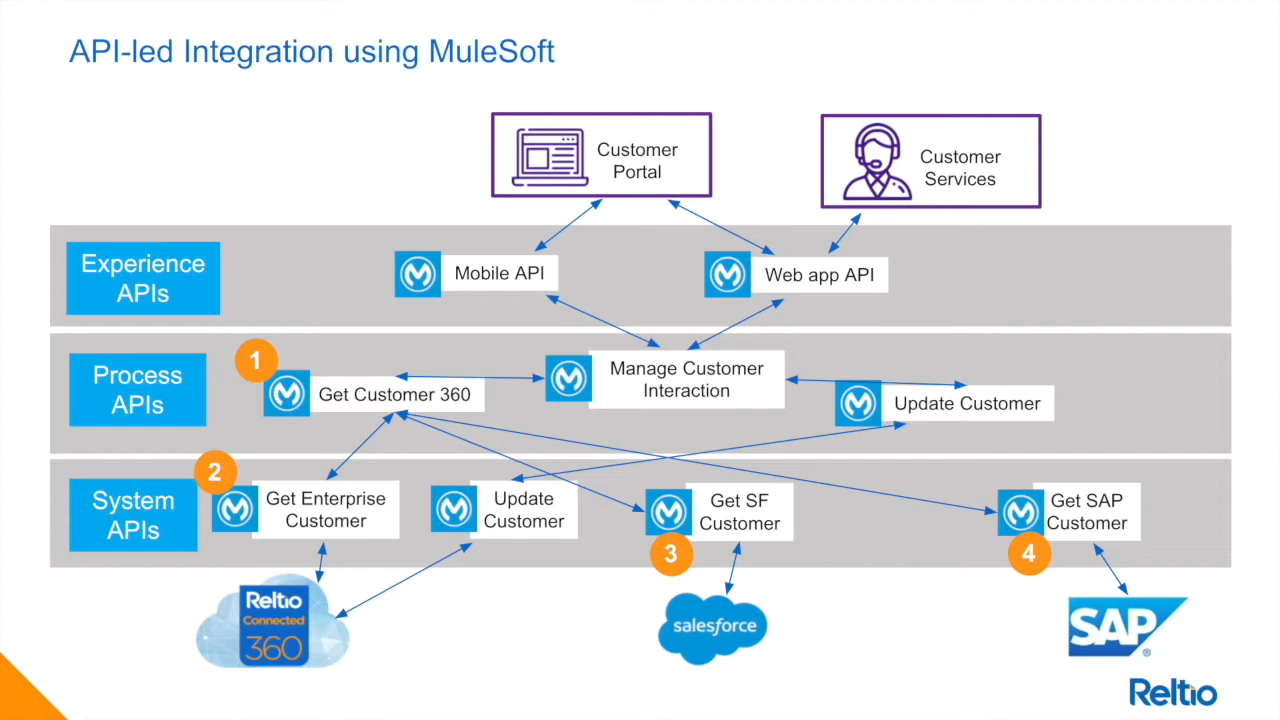 API-led Integration using MuleSoft
Customer
Portal
Customer
Services
Experience
APIs
Mobile API
Web app API
Process
APIs
1
Get Customer 360
Manage Customer
Interaction
Update Customer
System
APIs
2
Get Enterprise
Customer
Update
Customer
Get SF
Customer
3
Get SAP
Customer
4
Reltio
Connected
360
salesforce
SAP
®
Reltio